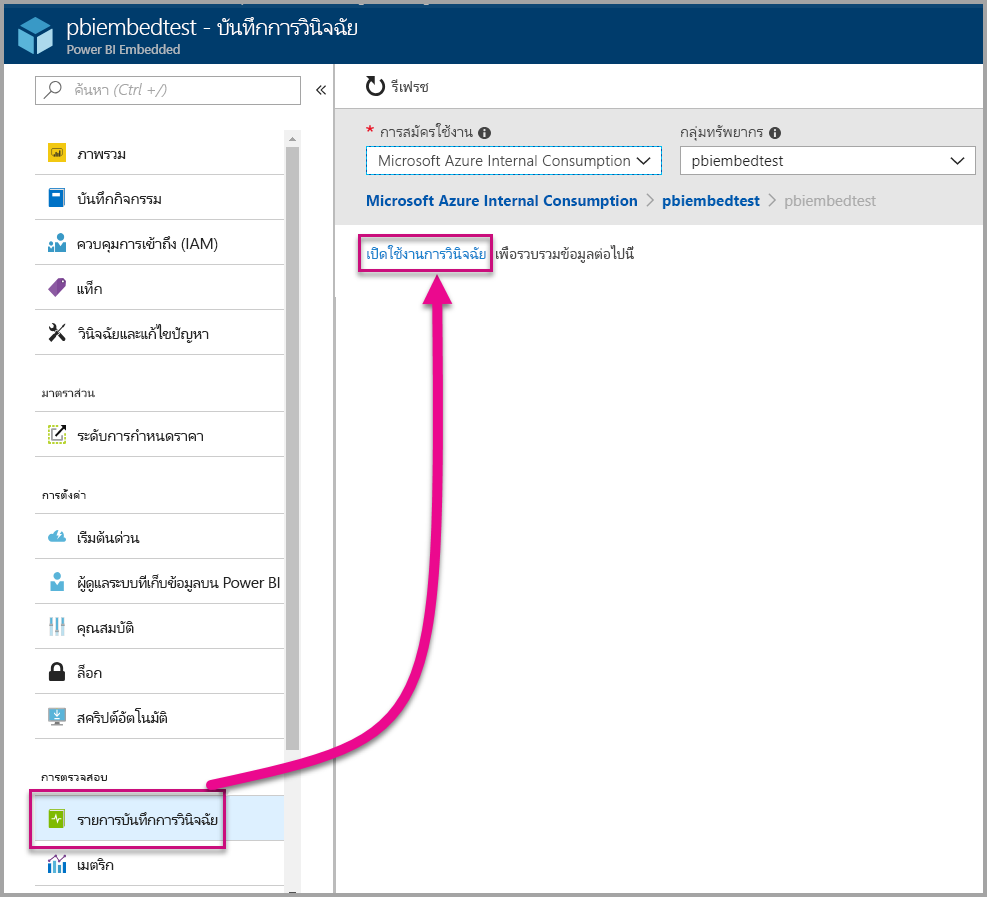 pbiembedtest - บันทึกการวินิจฉัย
Power BI Embedded
ค้นหา (Ctrl +/)
«
ภาพรวม
บันทึกกิจกรรม
ควบคุมการเข้าถึง (IAM)
แท็ก
วินิจฉัยและแก้ไขปัญหา
มาตราส่วน
ระดับการกำหนดราคา
การตั้งค่า
เริ่มต้นด่วน
ผู้ดูแลระบบที่เก็บข้อมูลบน Power BI
คุณสมบัติ
ล็อก
สคริปต์อัตโนมัติ
การตรวจสอบ
รายการบันทึกการวินิจฉัย
เมตริก
รีเฟรช
* การสมัครใช้งาน
Microsoft Azure Internal Consumption
กลุ่มทรัพยากร
pbiembedtest
Microsoft Azure Internal Consumption > pbiembedtest > pbiembedtest
เปิดใช้งานการวินิจฉัย เพื่อรวบรวมข้อมูลต่อไปนี้